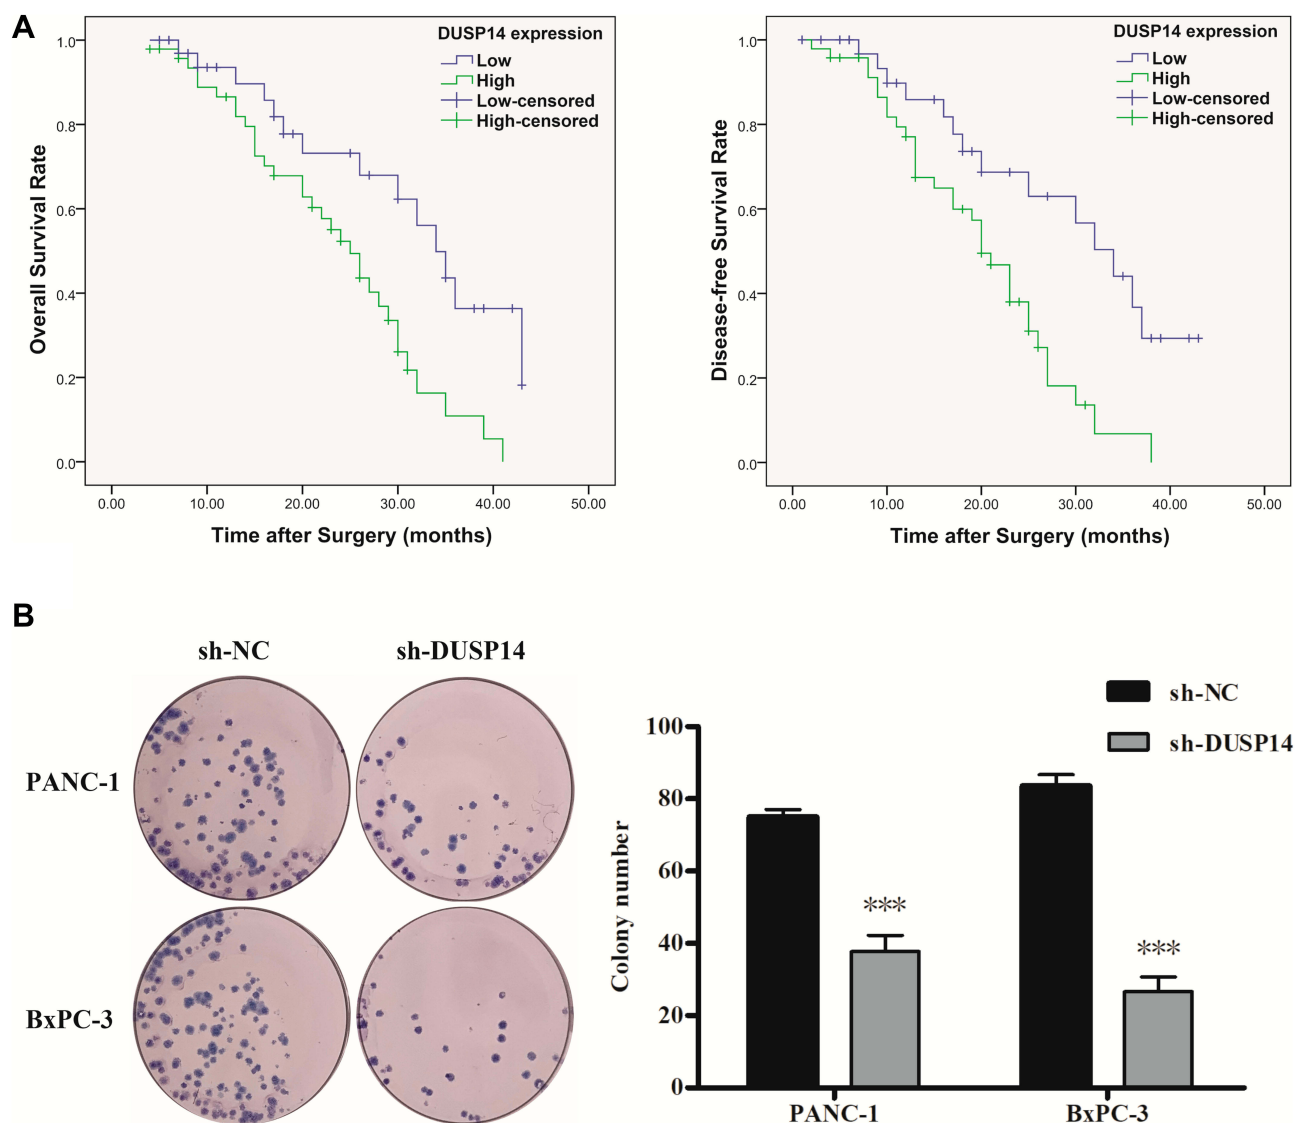 A
DUSP14 expression
Low
High
Low-censored
High-censored
Overall Survival Rate
1.0
0.8
0.6
0.4
0.2
0.0
0.00 10.00 20.00 30.00 40.00 50.00
Time after Surgery (months)
DUSP14 expression
Low
High
Low-censored
High-censored
Disease-free Survival Rate
1.0
0.8
0.6
0.4
0.2
0.0
0.00 10.00 20.00 30.00 40.00 50.00
Time after Surgery (months)
B
sh-NC sh-DUSP14
PANC-1
BxPC-3
sh-NC
sh-DUSP14
Colony number
100
80
60
40
20
0
***
***
PANC-1 BxPC-3